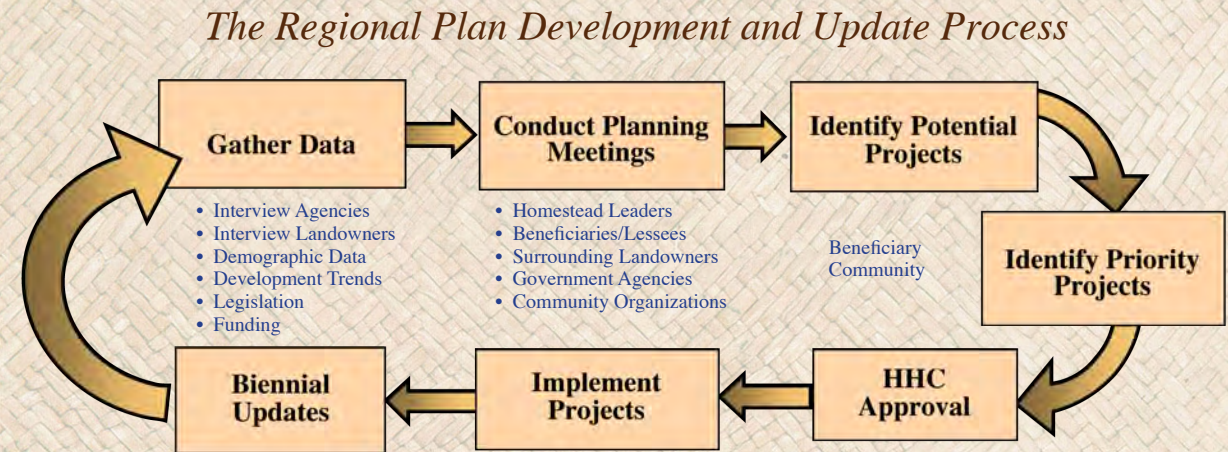 The Regional Plan Development and Update Process
Gather Data
• Interview Agencies
• Interview Landowners
• Demographic Data
• Development Trends
• Legislation
• Funding
Conduct Planning
Meetings
• Homestead Leaders
• Beneficiaries/Lessees
• Surrounding Landowners
• Government Agencies
• Community Organizations
Identify Potential
Projects
Beneficiary
Community
Identify Priority
Projects
HHC
Approval
Implement
Projects
Biennial
Updates